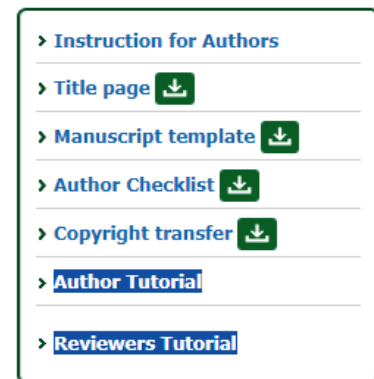 Instruction for Authors
Title page
Manuscript template
Author Checklist
Copyright transfer
Author Tutorial
Reviewers Tutorial